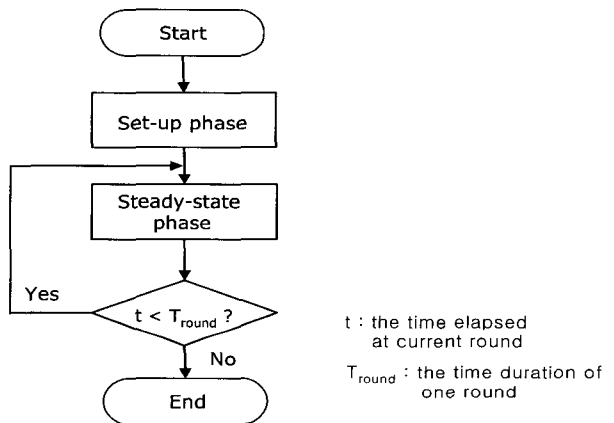 Start
Set-up phase
Steady-state
phase
Yes
t < Tround ?
No
End
t : the time elapsed
at current round
Tround : the time duration of
one round